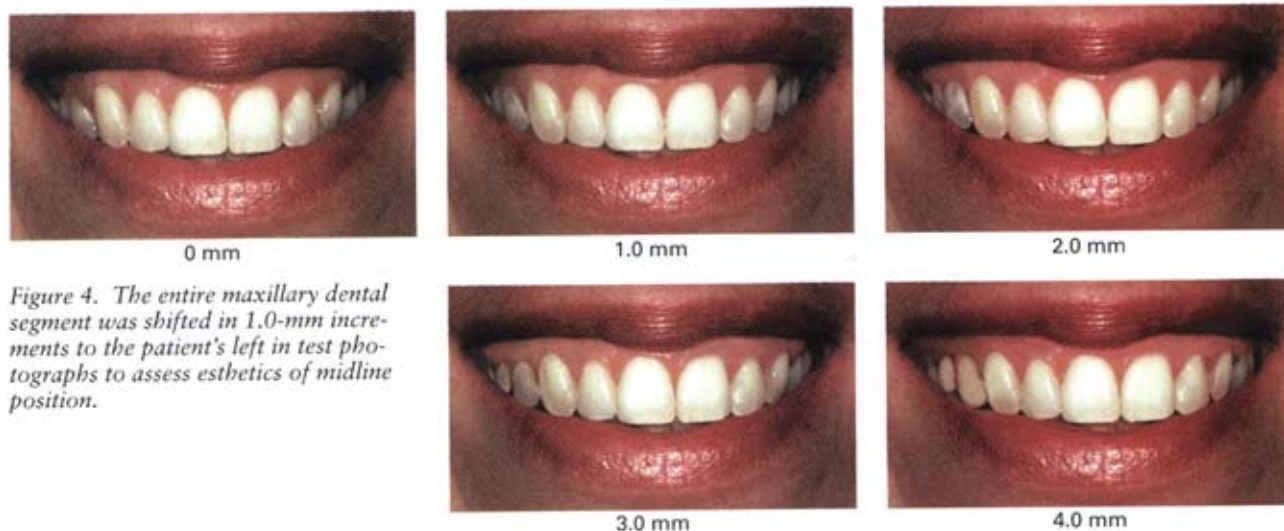 0 mm
1.0 mm
2.0 mm
Figure 4. The entire maxillary dental
segment was shifted in 1.0-mm incre-
ments to the patient's left in test pho-
tographs to assess esthetics of midline
position.
3.0 mm
4.0 mm